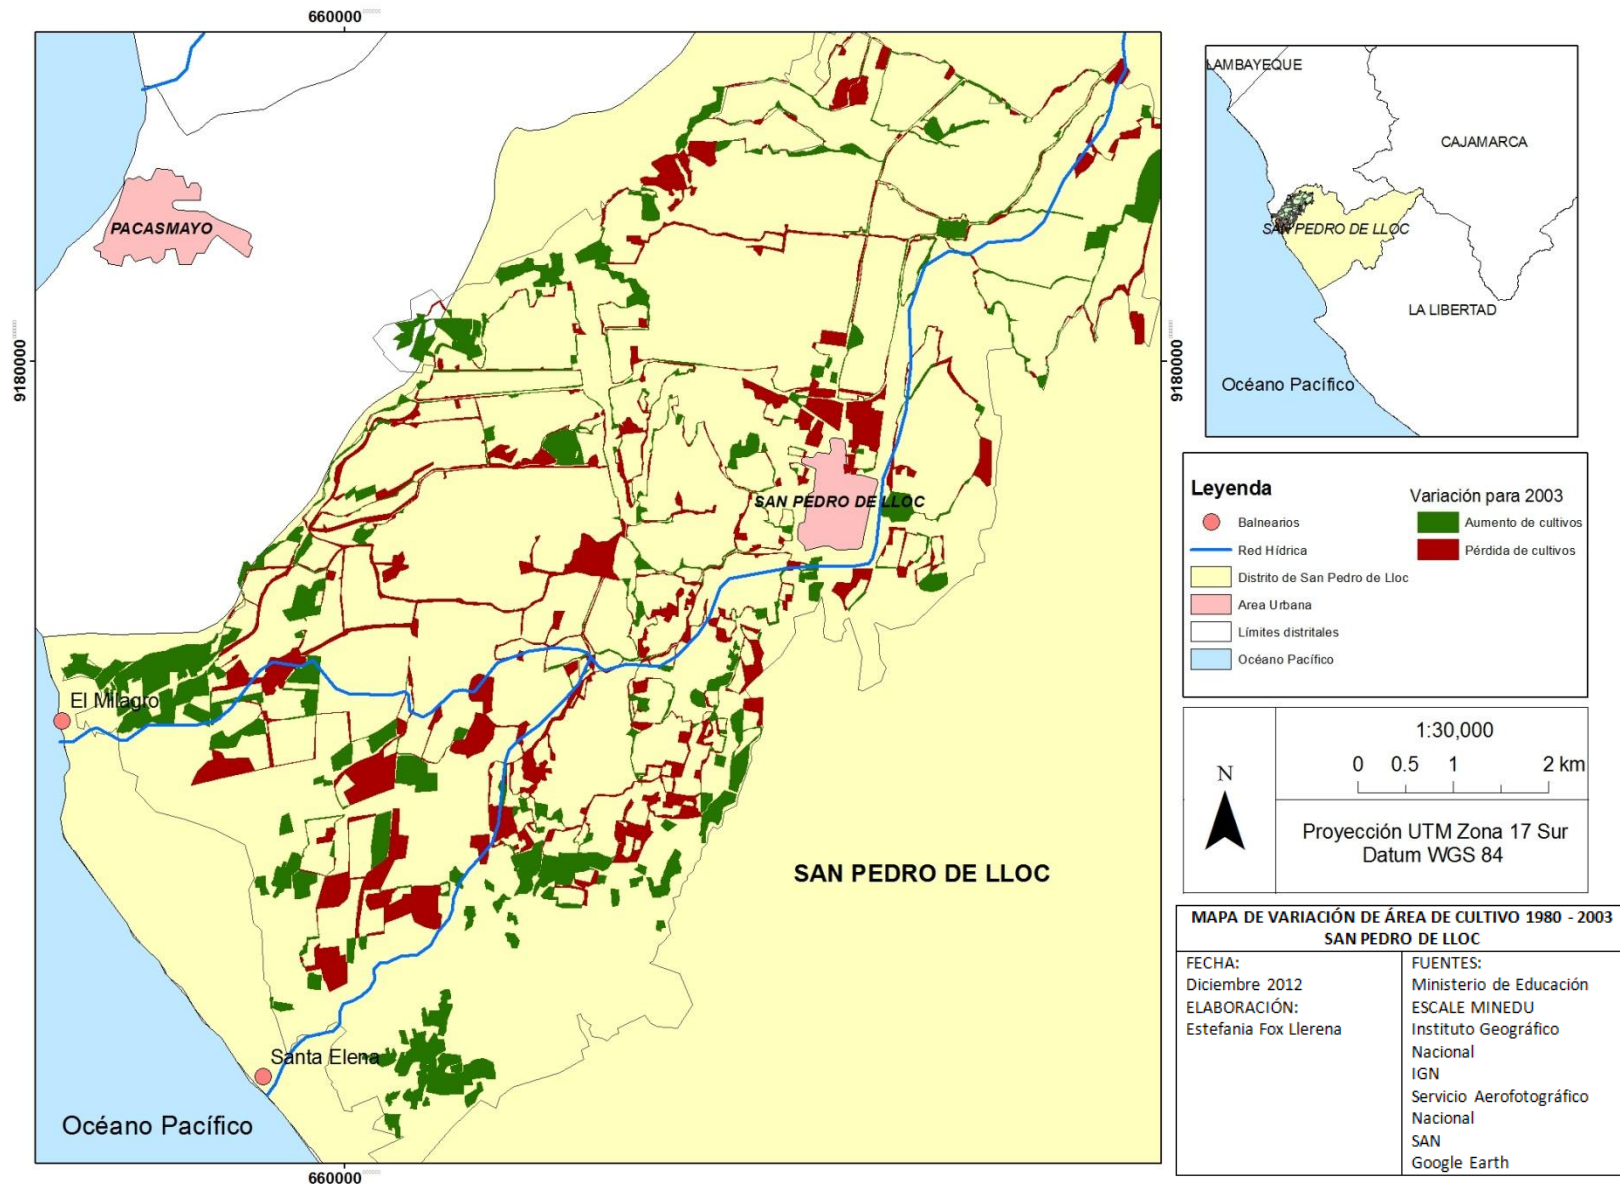 660000
LAMBAYEQUE
CAJAMARCA
SAN PEDRO DE LLOC
LA LIBERTAD
Océano Pacífico
PACASMAYO
9180000
9180000
SAN PEDRO DE LLOC
El Milagro
SAN PEDRO DE LLOC
Santa Elena
Océano Pacífico
660000
Leyenda
Balnearios
Red Hídrica
Distrito de San Pedro de Lloc
Area Urbana
Límites distritales
Océano Pacífico
Variación para 2003
Aumento de cultivos
Pérdida de cultivos
N
1:30,000
0 0.5 1 2 km
Proyección UTM Zona 17 Sur
Datum WGS 84
MAPA DE VARIACIÓN DE ÁREA DE CULTIVO 1980 - 2003
SAN PEDRO DE LLOC
FECHA:
Diciembre 2012
ELABORACIÓN:
Estefania Fox Llerena
FUENTES:
Ministerio de Educación
ESCALE MINEDU
Instituto Geográfico
Nacional
IGN
Servicio Aerofotográfico
Nacional
SAN
Google Earth